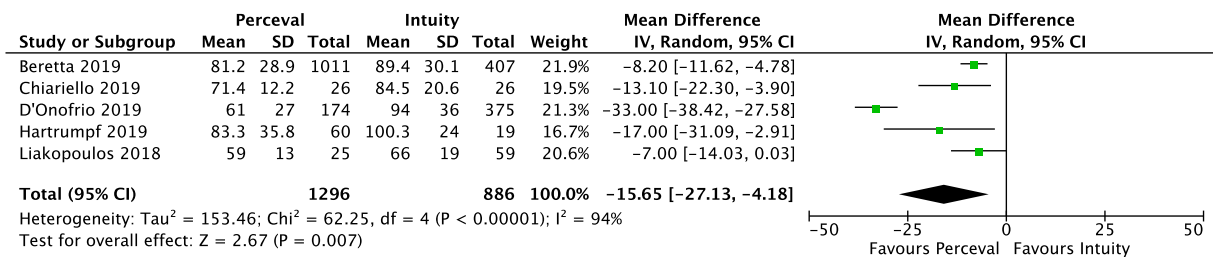 Perceval Intuity Mean Difference Mean Difference
Study or Subgroup Mean SD Total Mean SD Total Weight IV, Random, 95% CI IV, Random, 95% CI
Beretta 2019 81.2 28.9 1011 89.4 30.1 407 21.9% -8.20 [-11.62, -4.78]
Chiariello 2019 71.4 12.2 26 84.5 20.6 26 19.5% -13.10 [-22.30, -3.90]
D'Onofrio 2019 61 27 174 94 36 375 21.3% -33.00 [-38.42, -27.58]
Hartrumpf 2019 83.3 35.8 60 100.3 24 19 16.7% -17.00 [-31.09, -2.91]
Liakopoulos 2018 59 13 25 66 19 59 20.6% -7.00 [-14.03, 0.03]
Total (95% CI) 1296 886 100.0% -15.65 [-27.13, -4.18]
Heterogeneity: Tau² = 153.46; Chi² = 62.25, df = 4 (P < 0.00001); I² = 94%
Test for overall effect: Z = 2.67 (P = 0.007)
-50 -25 0 25 50
Favours Perceval Favours Intuity